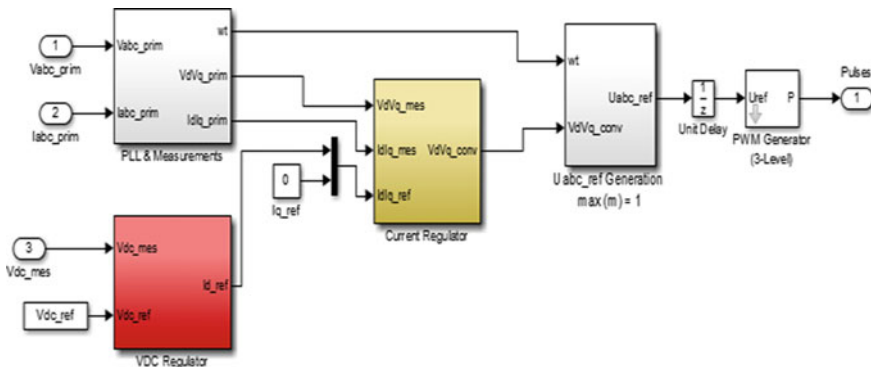 1
Vabc_prim
2
Iabc_prim
Vabc_prim
Iabc_prim
wt
VdVq_prim
IdIq_prim
PLL & Measurements
0
Iq_ref
VdVq_mes
IdIq_mes
IdIq_ref
VdVq_conv
Current Regulator
wt
VdVq_conv
Uabc_ref
Uabc_ref Generation
max (m) = 1
1
z
Unit Delay
Uref
P
PWM Generator
(3-Level)
Pulses
1
3
Vdc_mes
Vdc_ref
Vdc_mes
Vdc_ref
Id_ref
VDC Regulator